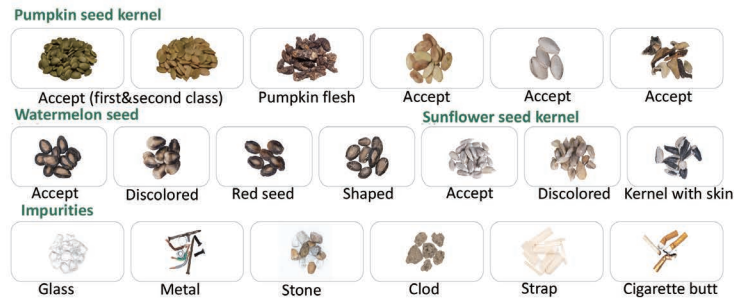 Pumpkin seed kernel
Accept (first&second class) Pumpkin flesh Accept Accept Accept
Watermelon seed Sunflower seed kernel
Accept Discolored Red seed Shaped Accept Discolored Kernel with skin
Impurities
Glass Metal Stone Clod Strap Cigarette butt